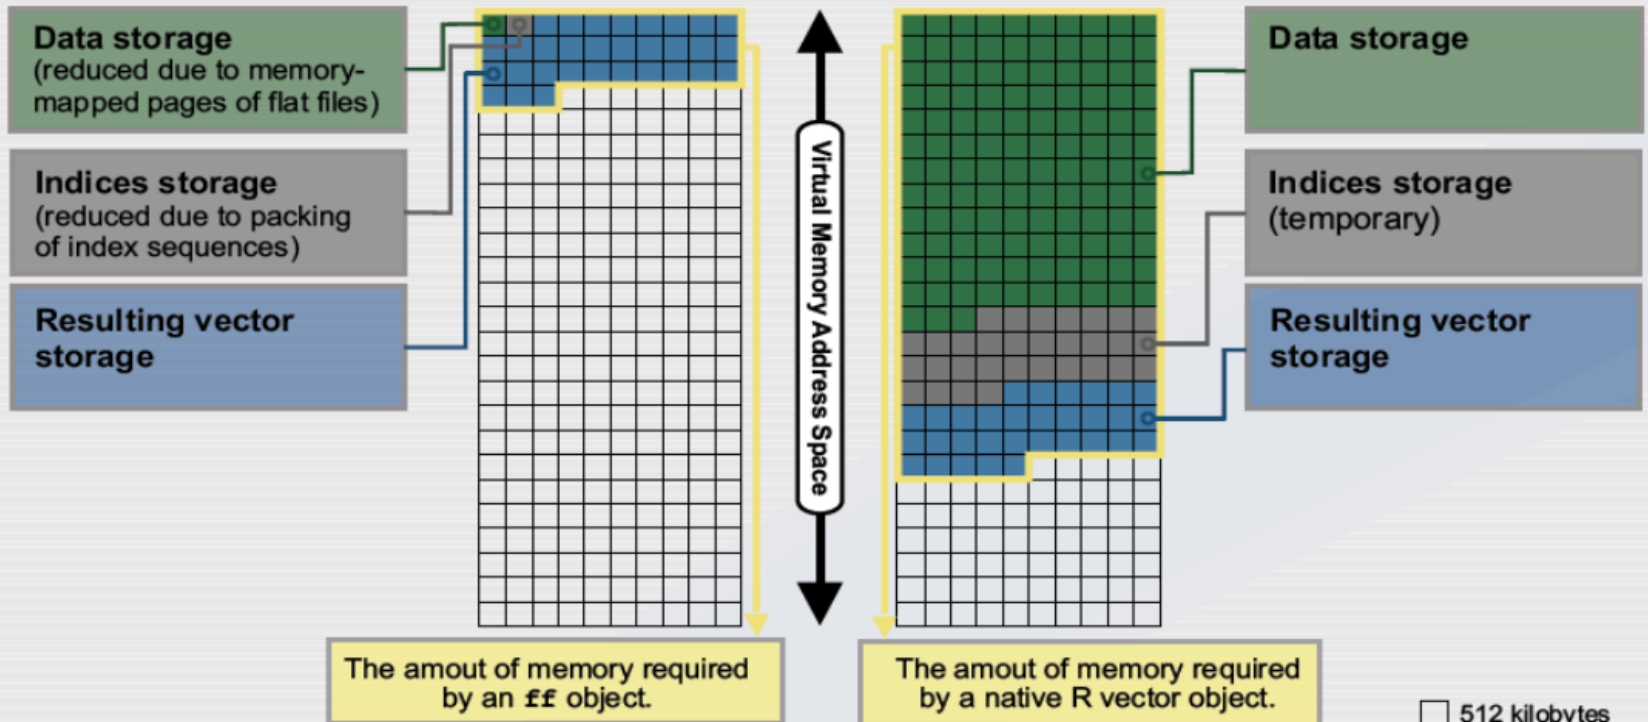 Data storage
(reduced due to memory-
mapped pages of flat files)
Indices storage
(reduced due to packing
of index sequences)
Resulting vector
storage
Virtual Memory Address Space
Data storage
Indices storage
(temporary)
Resulting vector
storage
The amout of memory required
by an ff object.
The amout of memory required
by a native R vector object.
512 kilobytes